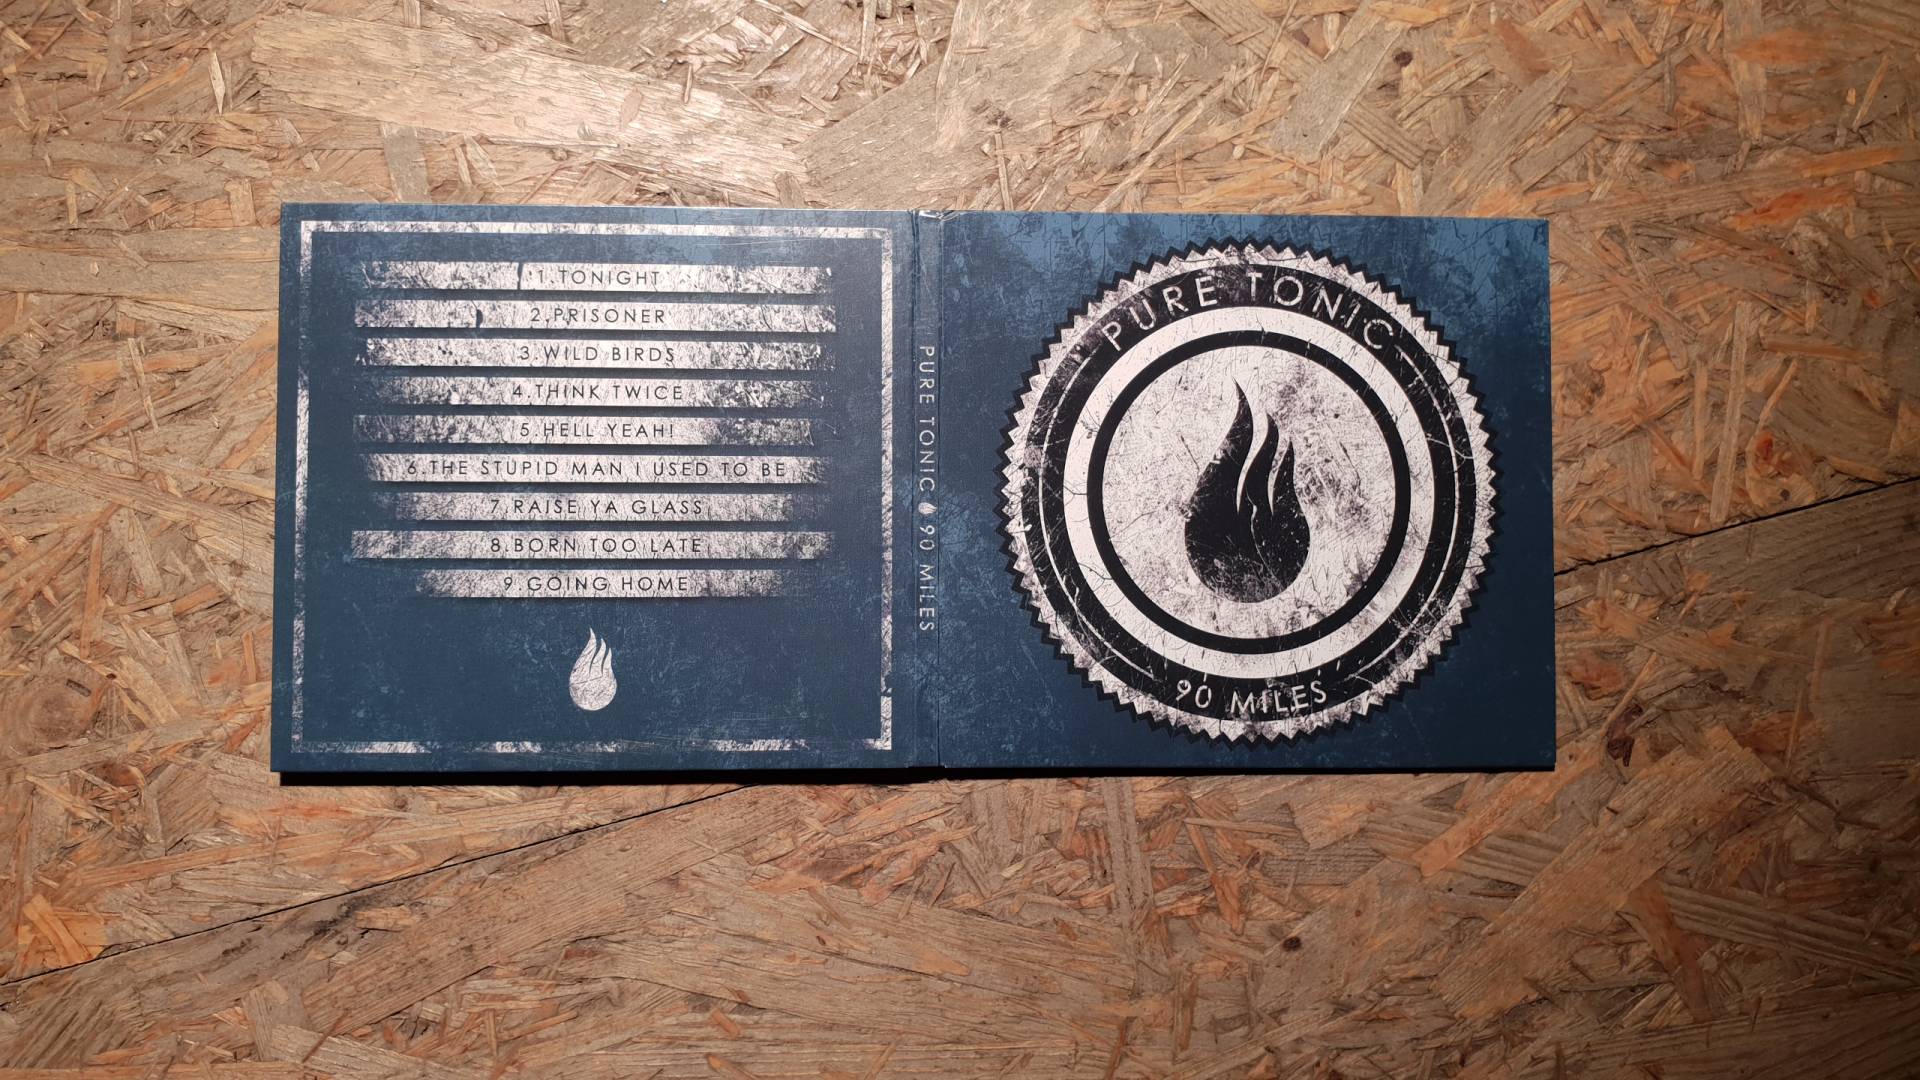 1.TONIGHT
2.PRISONER
3.WILD BIRDS
4.THINK TWICE
5.HELL YEAH!
6.THE STUPID MAN I USED TO BE
7.RAISE YA GLASS
8.BORN TOO LATE
9.GOING HOME
PURE TONIC 90 MILES
PURE TONIC
90 MILES